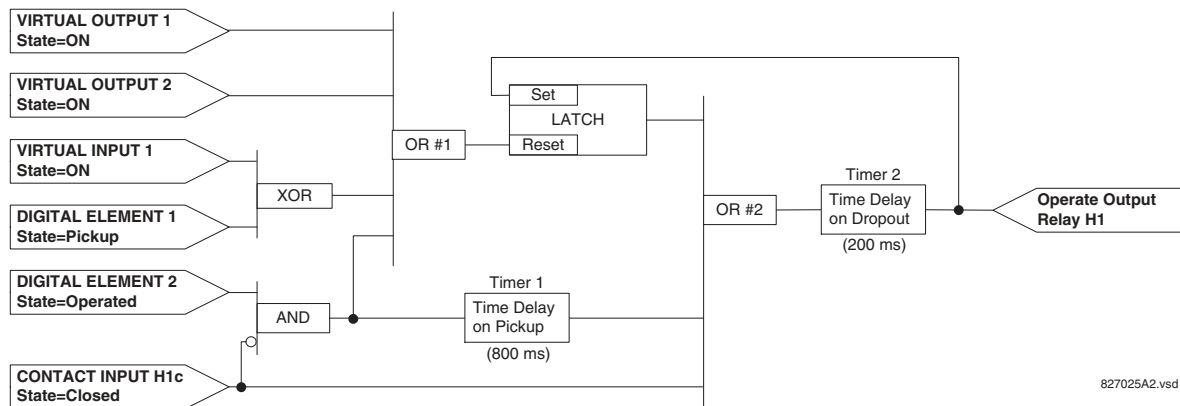 VIRTUAL OUTPUT 1
State=ON
VIRTUAL OUTPUT 2
State=ON
VIRTUAL INPUT 1
State=ON
DIGITAL ELEMENT 1
State=Pickup
DIGITAL ELEMENT 2
State=Operated
CONTACT INPUT H1c
State=Closed
XOR
AND
OR #1
Set
LATCH
Reset
Timer 1
Time Delay
on Pickup
(800 ms)
OR #2
Timer 2
Time Delay
on Dropout
(200 ms)
Operate Output
Relay H1
827025A2.vsd